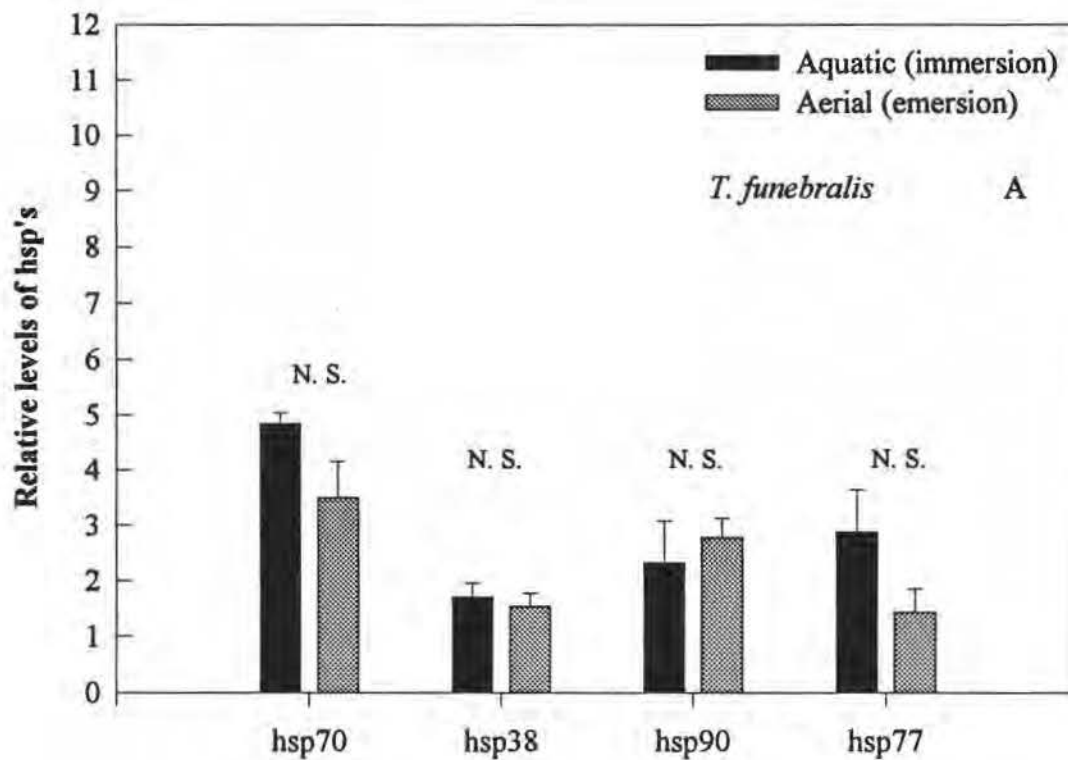 12
11
10
9
8
7
6
5
4
3
2
1
0
Relative levels of hsp's
Aquatic (immersion)
Aerial (emersion)
T. funebralis A
N. S.
N. S. N. S. N. S.
hsp70 hsp38 hsp90 hsp77